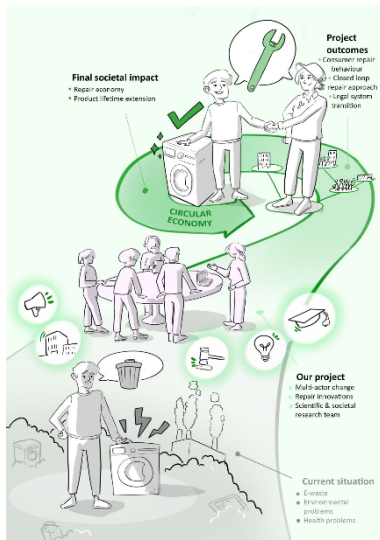 Project
outcomes
Consumer repair
behaviour
Closed loop
repair approach
Legal system
transition
Final societal impact
Repair economy
Product lifetime extension
CIRCULAR
ECONOMY
Our project
Multi-actor change
Repair innovations
Scientific & societal
research team
Current situation
E-waste
Environmental
problems
Health problems